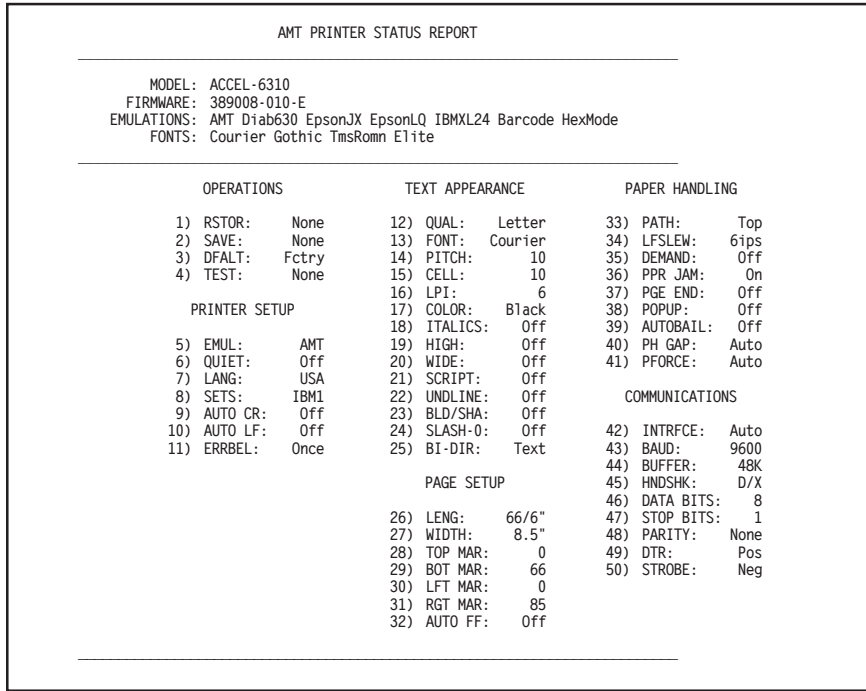 AMT PRINTER STATUS REPORT
MODEL: ACCEL-6310
FIRMWARE: 389008-010-E
EMULATIONS: AMT Diab630 EpsonJX EpsonLQ IBMXL24 Barcode HexMode
FONTS: Courier Gothic TmsRomn Elite
OPERATIONS
1) RSTOR: None
2) SAVE: None
3) DFALT: Fctry
4) TEST: None
PRINTER SETUP
5) EMUL: AMT
6) QUIET: Off
7) LANG: USA
8) SETS: IBM1
9) AUTO CR: Off
10) AUTO LF: Off
11) ERRBEL: Once
TEXT APPEARANCE
12) QUAL: Letter
13) FONT: Courier
14) PITCH: 10
15) CELL: 10
16) LPI: 6
17) COLOR: Black
18) ITALICS: Off
19) HIGH: Off
20) WIDE: Off
21) SCRIPT: Off
22) UNDLINE: Off
23) BLD/SHA: Off
24) SLASH-0: Off
25) BI-DIR: Text
PAGE SETUP
26) LENG: 66/6"
27) WIDTH: 8.5"
28) TOP MAR: 0
29) BOT MAR: 66
30) LFT MAR: 0
31) RGT MAR: 85
32) AUTO FF: Off
PAPER HANDLING
33) PATH: Top
34) LFSLEW: 6ips
35) DEMAND: Off
36) PPR JAM: On
37) PGE END: Off
38) POPUP: Off
39) AUTOBAIL: Off
40) PH GAP: Auto
41) PFORCE: Auto
COMMUNICATIONS
42) INTRFCE: Auto
43) BAUD: 9600
44) BUFFER: 48K
45) HNDSHK: D/X
46) DATA BITS: 8
47) STOP BITS: 1
48) PARITY: None
49) DTR: Pos
50) STROBE: Neg